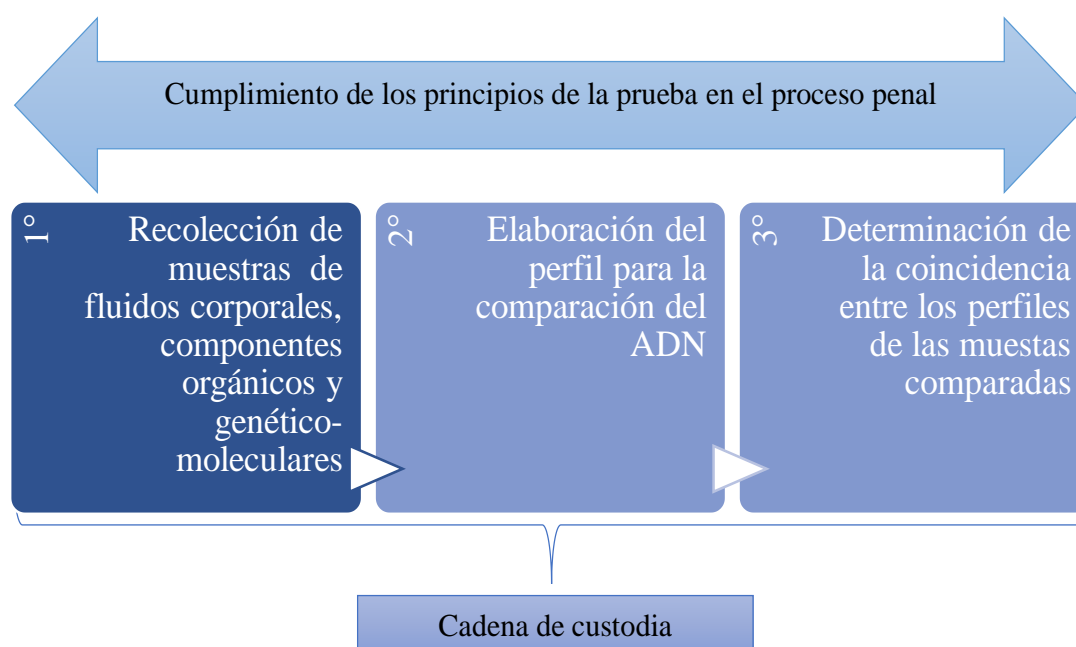 Cumplimiento de los principios de la prueba en el proceso penal
1°
Recolección de
muestras de
fluidos corporales,
componentes
orgánicos y
genético-
moleculares
2°
Elaboración del
perfil para la
comparación del
ADN
3°
Determinación de
la coincidencia
entre los perfiles
de las muestas
comparadas
Cadena de custodia